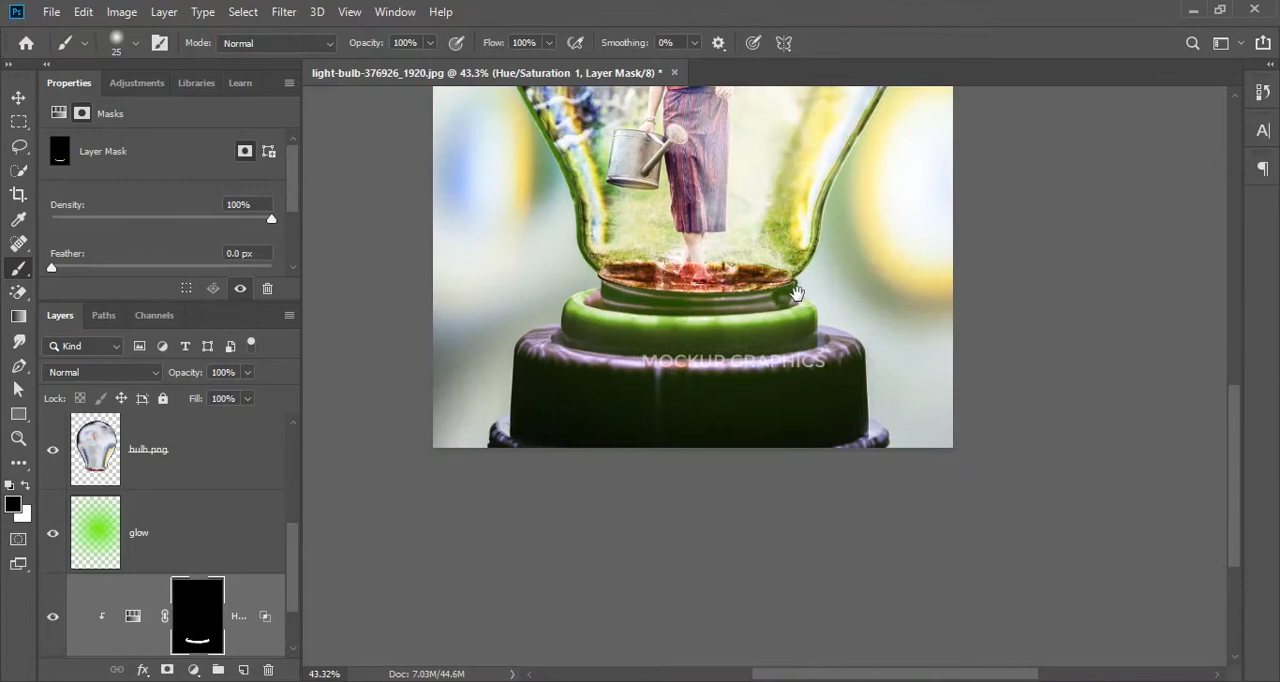 Ps File Edit Image Layer Type Select Filter 3D View Window Help
25 Mode: Normal Opacity: 100% Flow: 100% Smoothing: 0%
Properties Adjustments Libraries Learn
light-bulb-376926_1920.jpg @ 43.3% (Hue/Saturation 1, Layer Mask/8) *
Masks
Layer Mask
Density: 100%
Feather: 0.0 px
Layers Paths Channels
Kind
Normal Opacity: 100%
Lock: Fill: 100%
bulb.png
glow
H...
MOCKUP GRAPHICS
43.32% Doc: 7.03M/44.6M